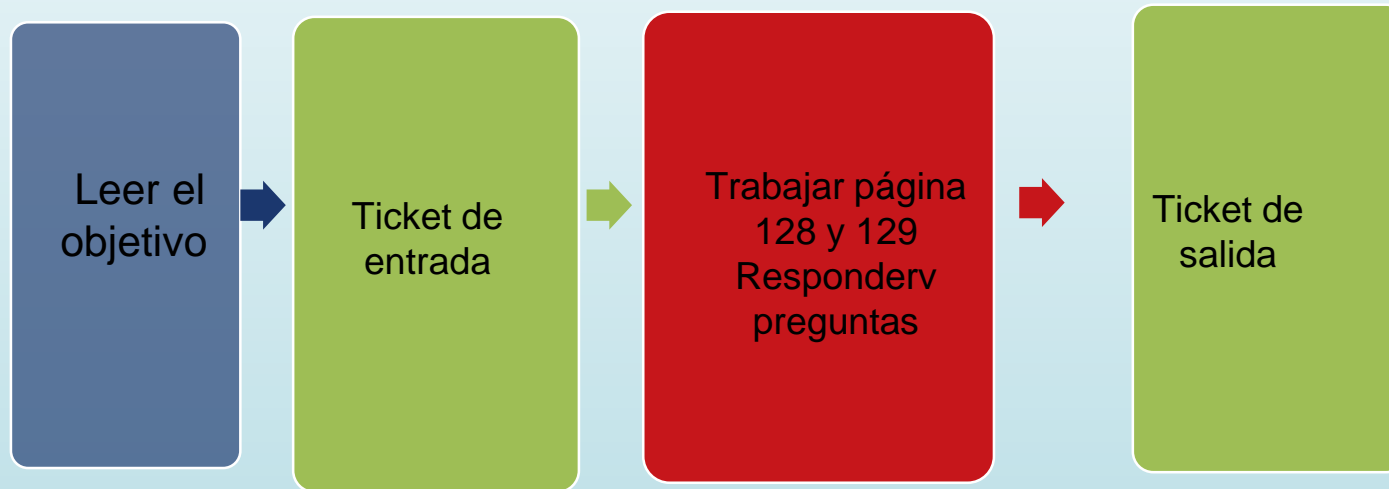 Leer el
objetivo
Ticket de
entrada
Trabajar página
128 y 129
Responderv
preguntas
Ticket de
salida